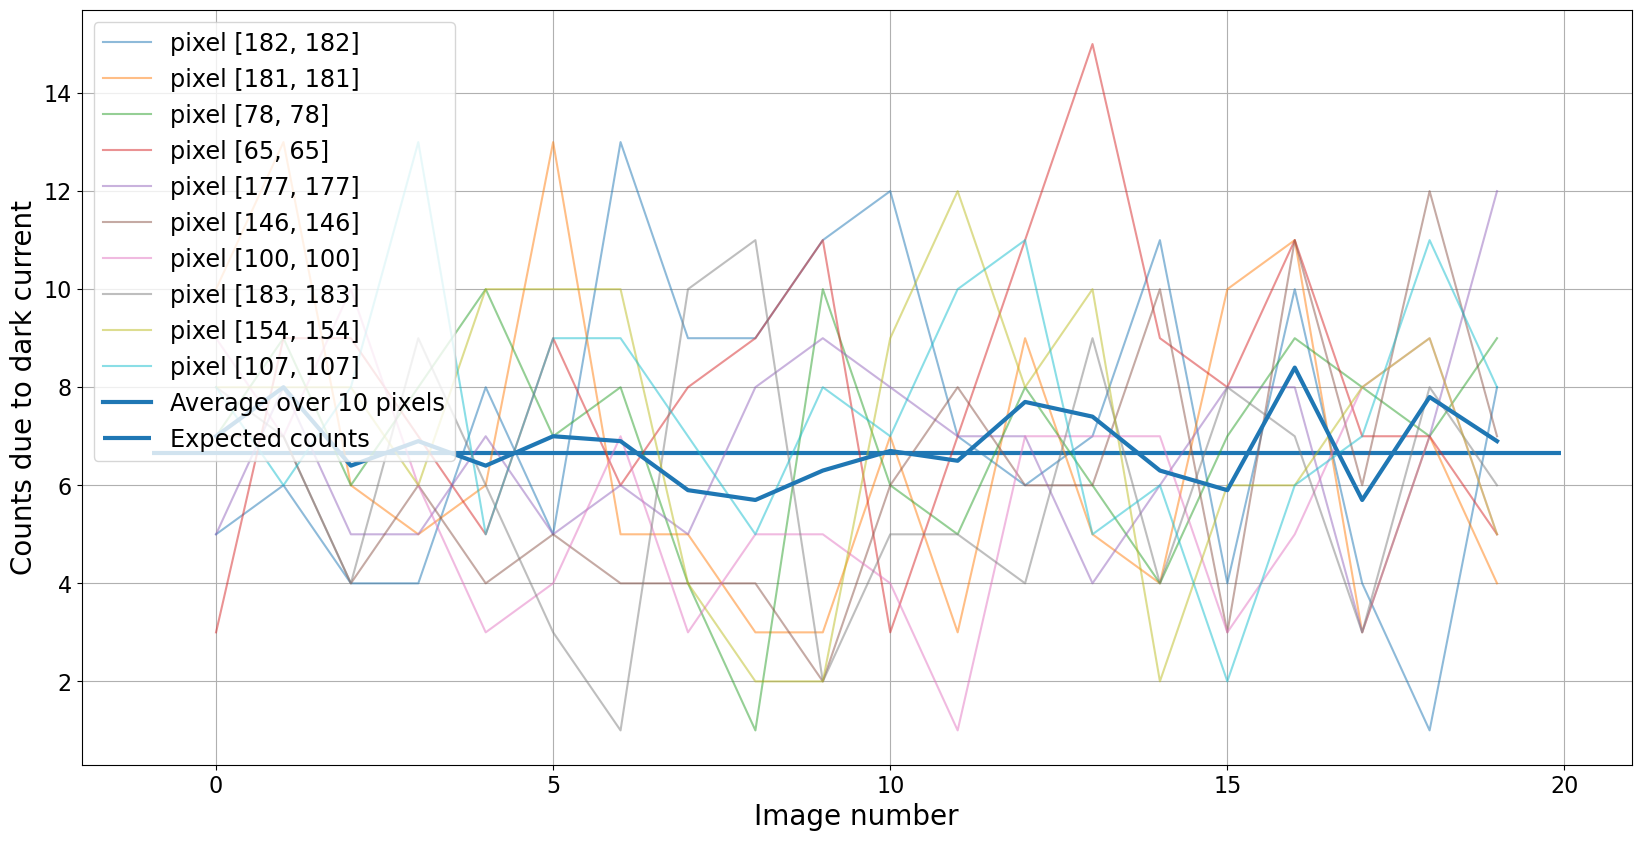 pixel [182, 182]
pixel [181, 181]
pixel [78, 78]
pixel [65, 65]
pixel [177, 177]
pixel [146, 146]
pixel [100, 100]
pixel [183, 183]
pixel [154, 154]
pixel [107, 107]
Average over 10 pixels
Expected counts
Counts due to dark current
14
12
10
8
6
4
2
0 5 10 15 20
Image number